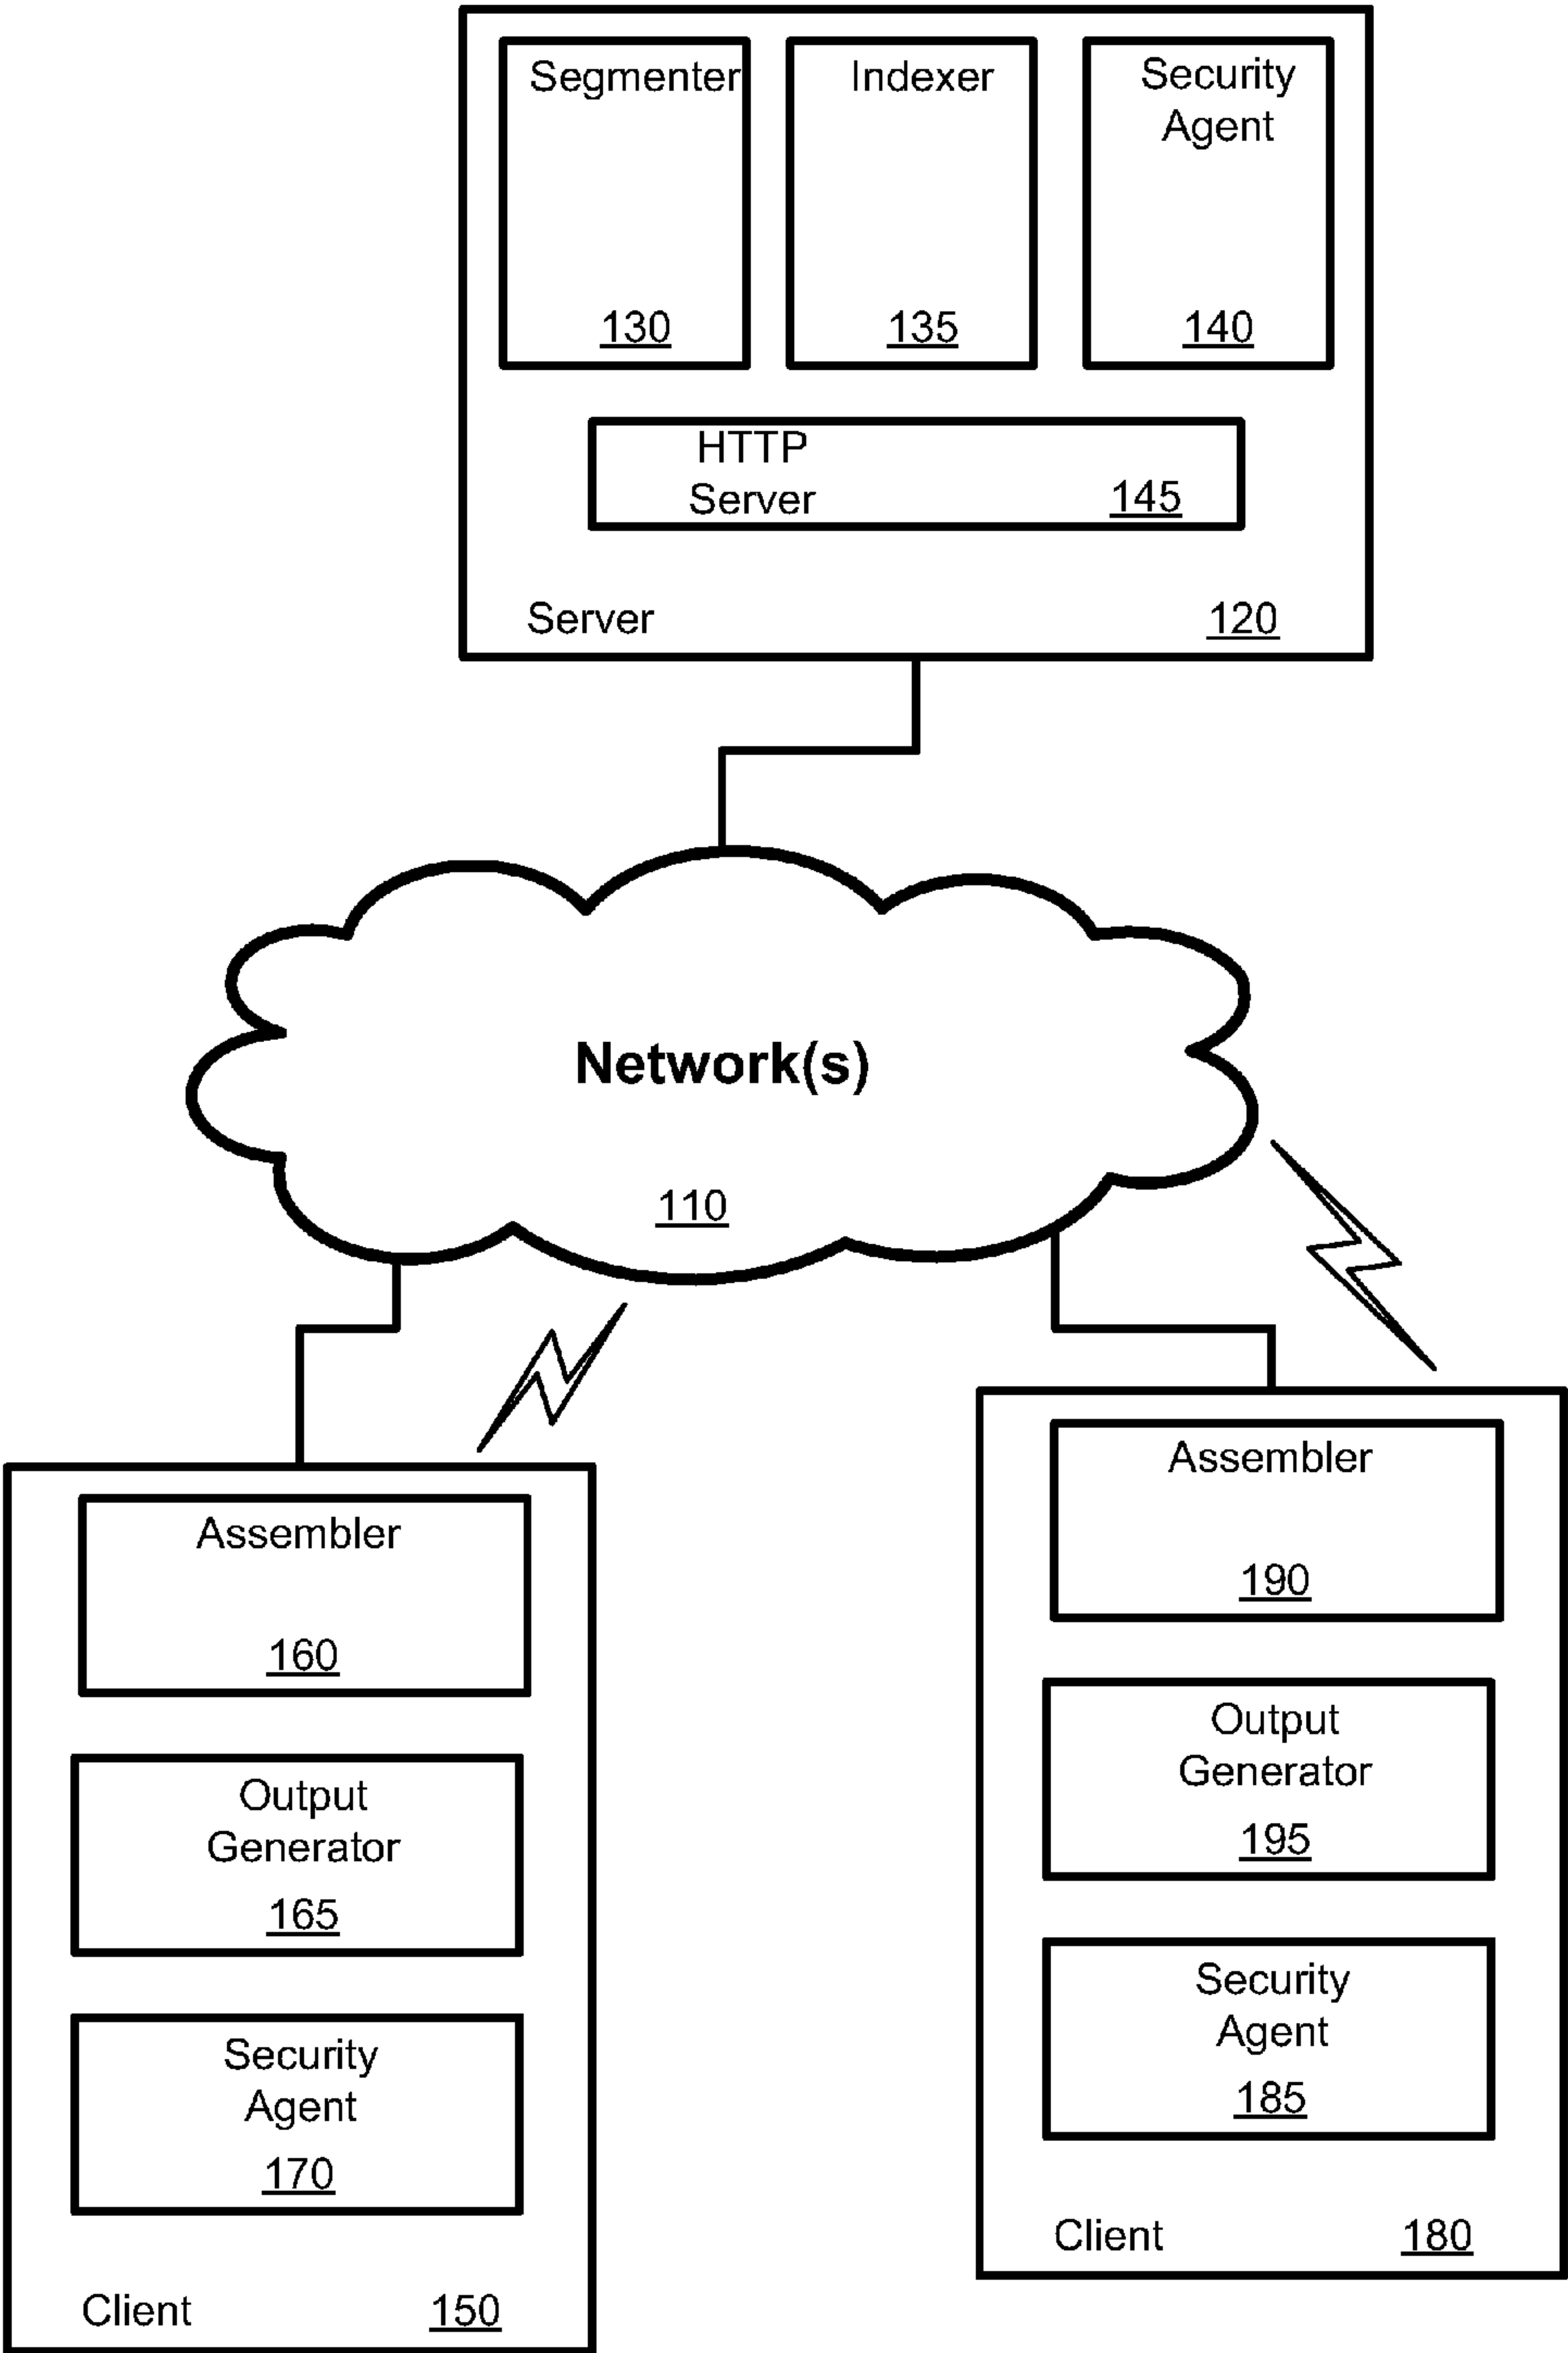 Segmenter
130
Indexer
135
Security
Agent
140
HTTP
Server
145
Server
120
Network(s)
110
Assembler
160
Output
Generator
165
Security
Agent
170
Client
150
Assembler
190
Output
Generator
195
Security
Agent
185
Client
180